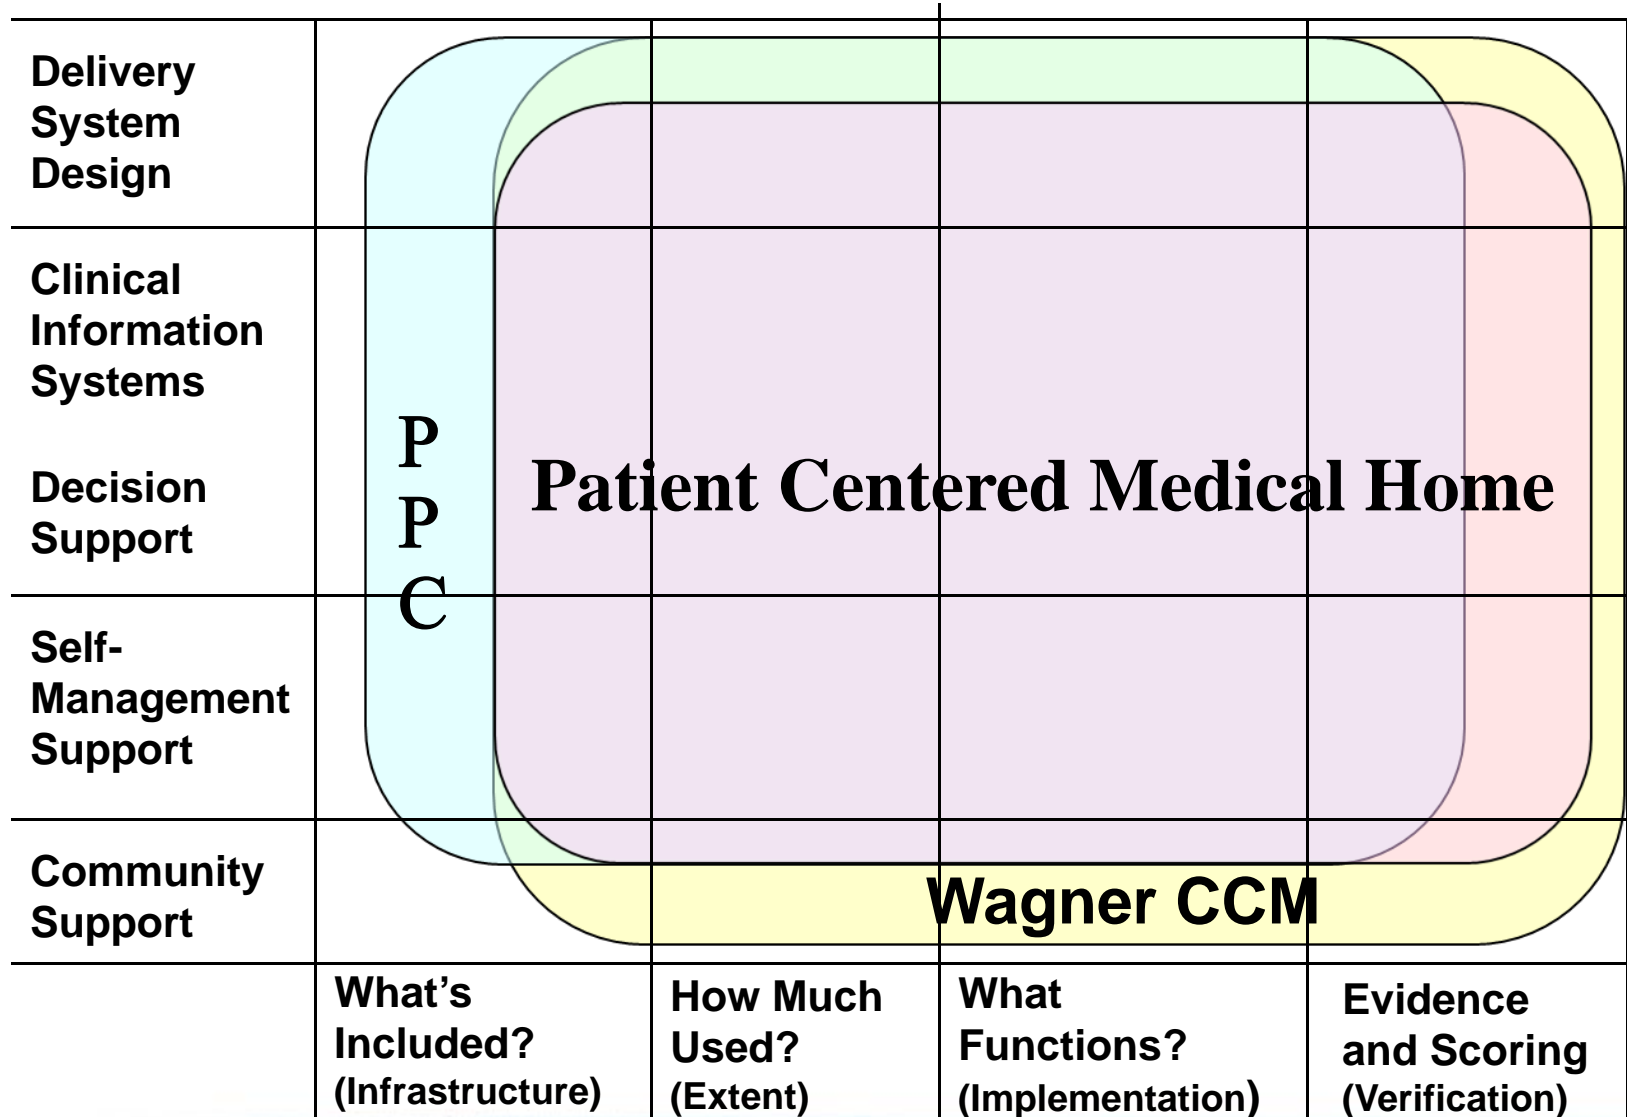 Delivery
System
Design
Clinical
Information
Systems
Decision
Support
Self-
Management
Support
Community
Support
P
P
C
Patient Centered Medical Home
Wagner CCM
What’s
Included?
(Infrastructure)
How Much
Used?
(Extent)
What
Functions?
(Implementation)
Evidence
and Scoring
(Verification)